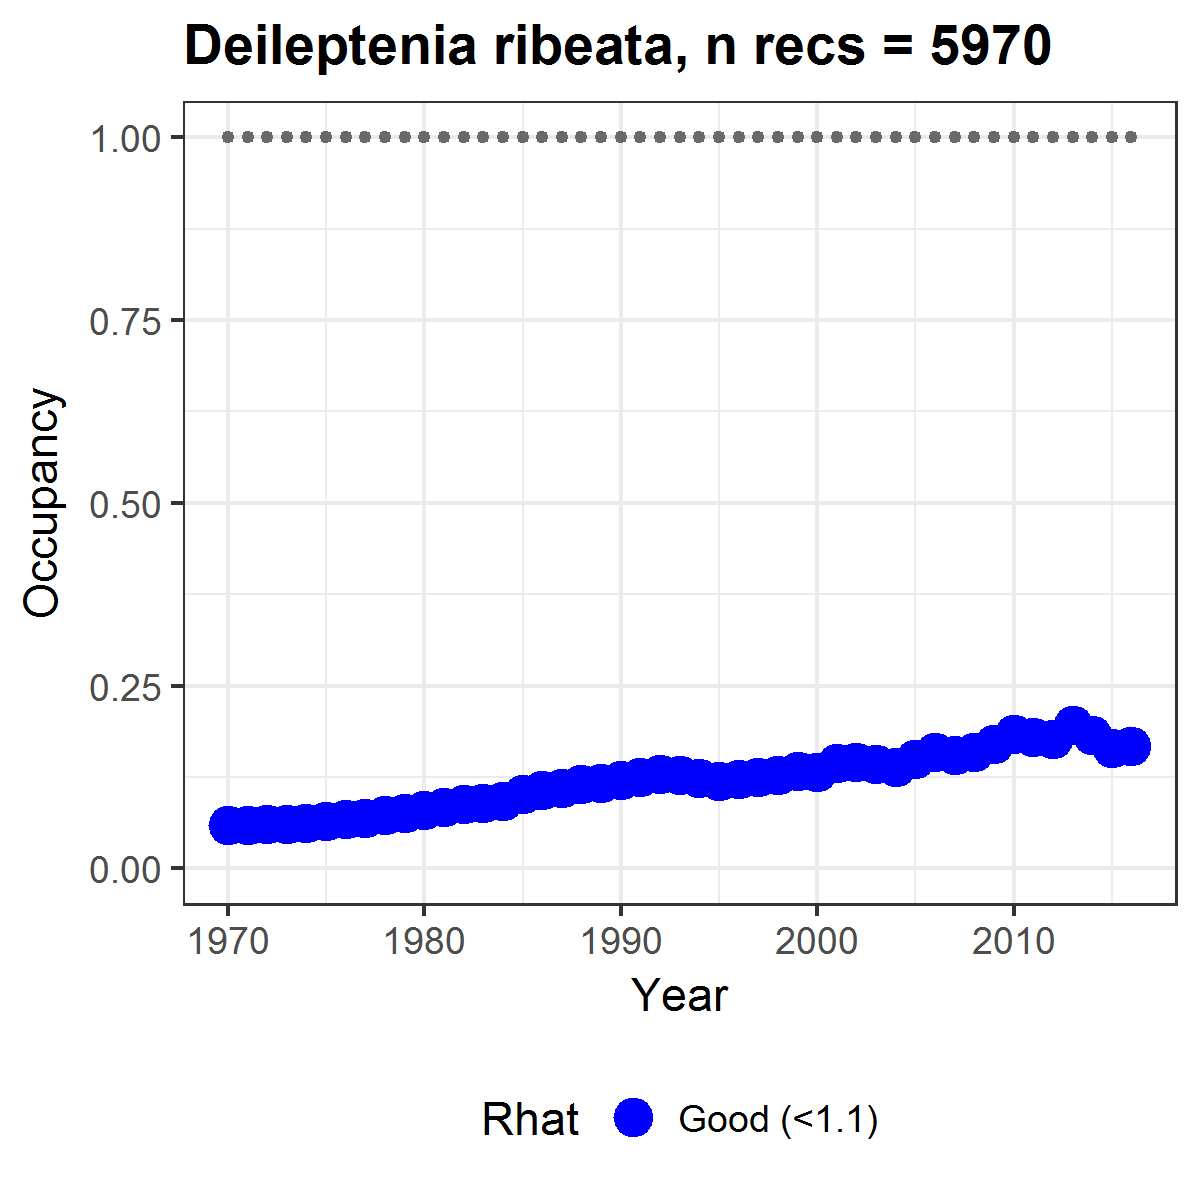 Deileptenia ribeata, n recs = 5970
1.00
0.75
0.50
0.25
0.00
Occupancy
1970 1980 1990 2000 2010
Year
Rhat Good (<1.1)